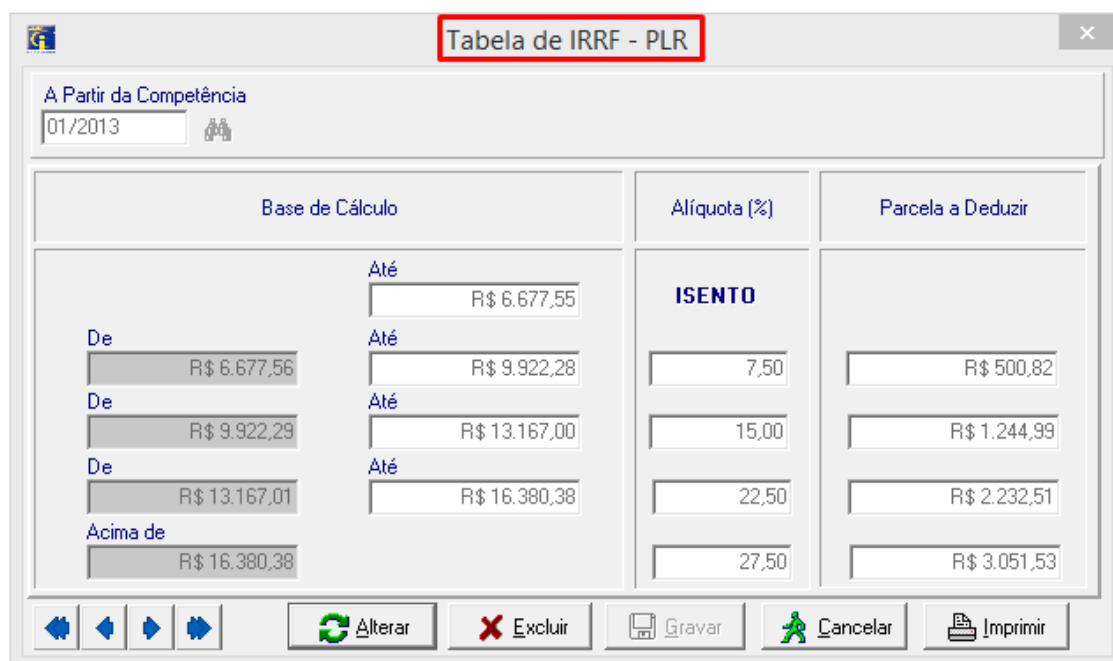 Tabela de IRRF - PLR
A Partir da Competência
01/2013
Base de Cálculo Alíquota (%) Parcela a Deduzir
Até
R$ 6.677,55 ISENTO
De Até
R$ 6.677,56 R$ 9.922,28 7,50 R$ 500,82
De Até
R$ 9.922,29 R$ 13.167,00 15,00 R$ 1.244,99
De Até
R$ 13.167,01 R$ 16.380,38 22,50 R$ 2.232,51
Acima de
R$ 16.380,38 27,50 R$ 3.051,53
Alterar Excluir Gravar Cancelar Imprimir